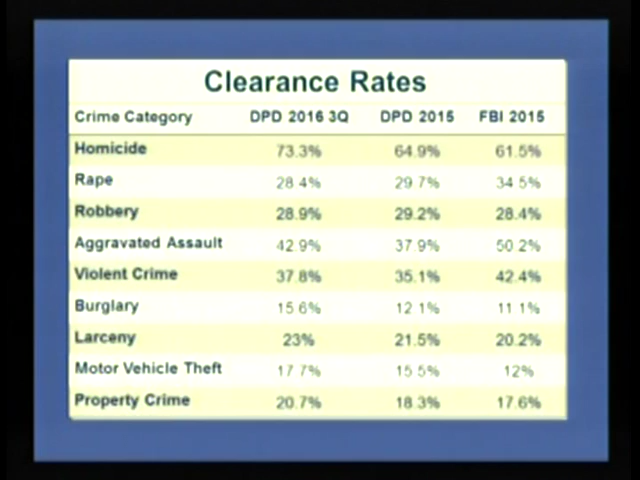 Clearance Rates
Crime Category DPD 2016 3Q DPD 2015 FBI 2015
Homicide 73.3% 64.9% 61.5%
Rape 28.4% 29.7% 34.5%
Robbery 28.9% 29.2% 28.4%
Aggravated Assault 42.9% 37.9% 50.2%
Violent Crime 37.8% 35.1% 42.4%
Burglary 15.6% 12.1% 11.1%
Larceny 23% 21.5% 20.2%
Motor Vehicle Theft 17.7% 15.5% 12%
Property Crime 20.7% 18.3% 17.6%